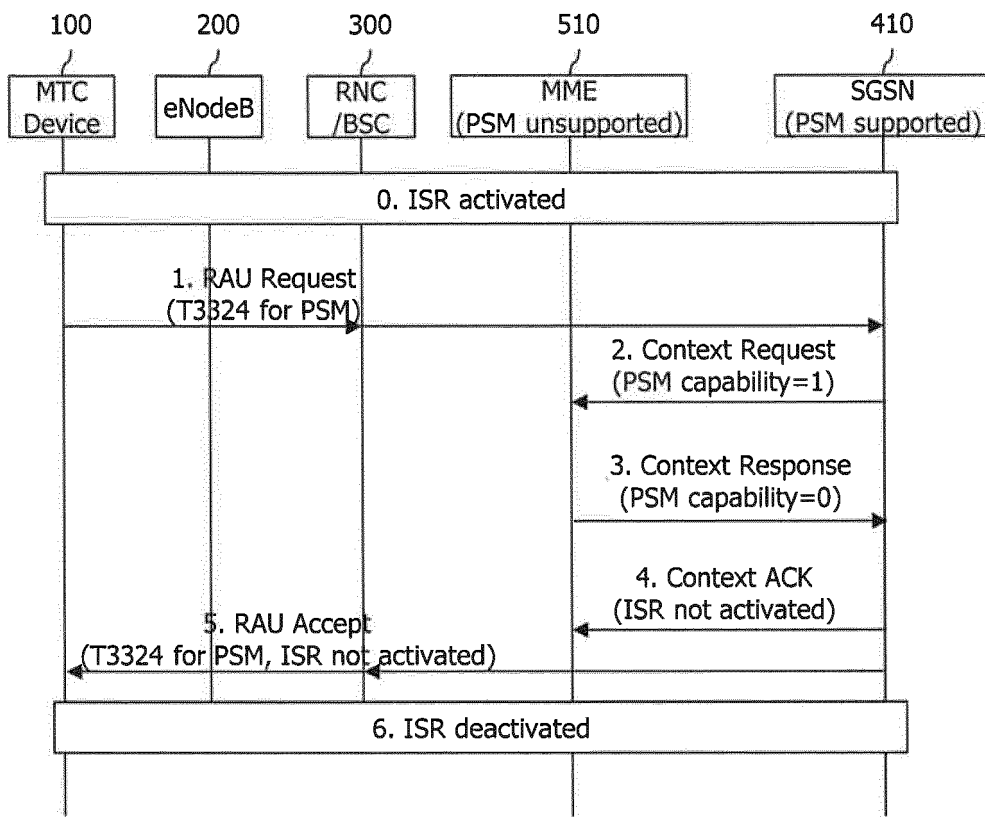 100
200
300
510
410
MTC
Device
eNodeB
RNC
/BSC
MME
(PSM unsupported)
SGSN
(PSM supported)
0. ISR activated
1. RAU Request
(T3324 for PSM)
2. Context Request
(PSM capability=1)
3. Context Response
(PSM capability=0)
4. Context ACK
(ISR not activated)
5. RAU Accept
(T3324 for PSM, ISR not activated)
6. ISR deactivated